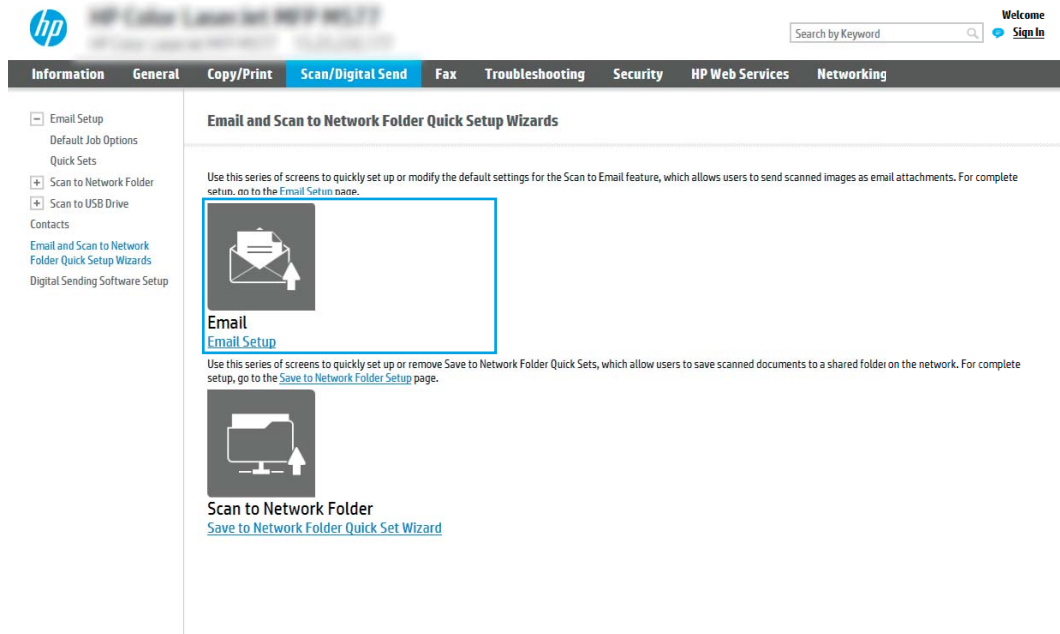 hp
Welcome
Search by Keyword
Sign In
Information General Copy/Print Scan/Digital Send Fax Troubleshooting Security HP Web Services Networking
Email Setup
Default Job Options
Quick Sets
Scan to Network Folder
Scan to USB Drive
Contacts
Email and Scan to Network
Folder Quick Setup Wizards
Digital Sending Software Setup
Email and Scan to Network Folder Quick Setup Wizards
Use this series of screens to quickly set up or modify the default settings for the Scan to Email feature, which allows users to send scanned images as email attachments. For complete
setup, go to the Email Setup page.
Email
Email Setup
Use this series of screens to quickly set up or remove Save to Network Folder Quick Sets, which allow users to save scanned documents to a shared folder on the network. For complete
setup, go to the Save to Network Folder Setup page.
Scan to Network Folder
Save to Network Folder Quick Set Wizard